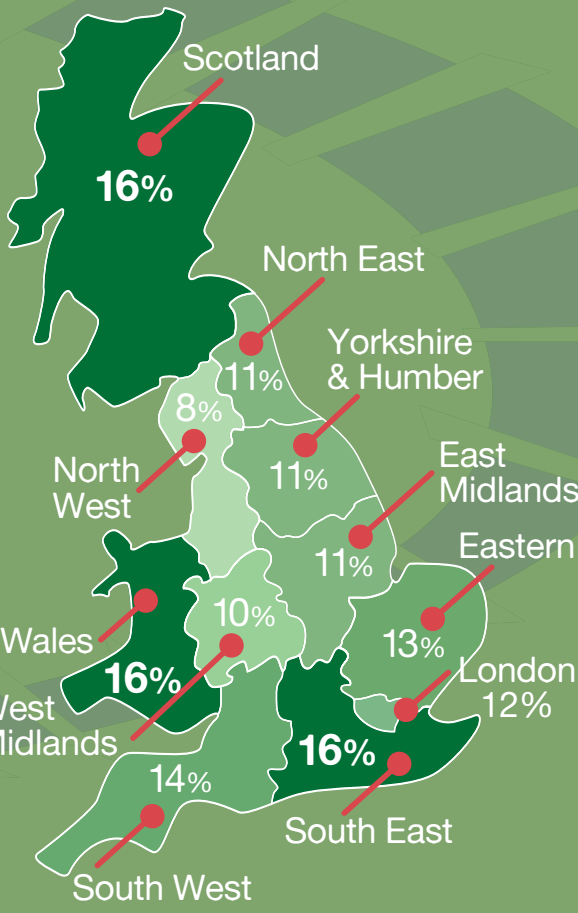 Scotland
16%
North East
11%
Yorkshire
& Humber
11%
8%
North
West
East
Midlands
11%
Eastern
13%
Wales
16%
10%
West
Midlands
London
12%
16%
South East
14%
South West